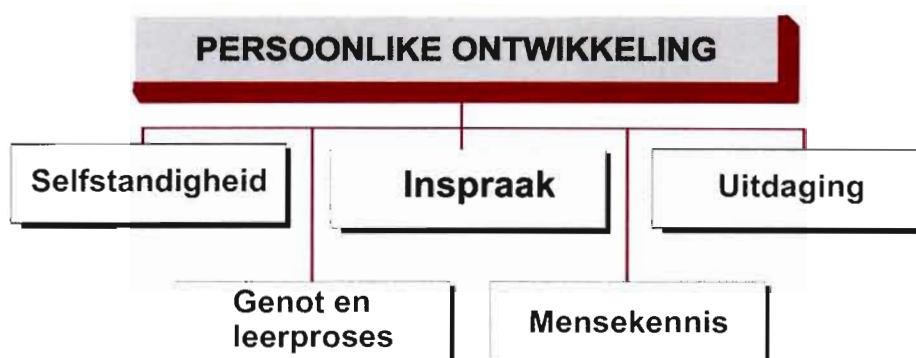 PERSOONLIKE ONTWIKKELING
Selfstandigheid
Inspraak
Uitdaging
Genot en
leerproses
Mensekennis